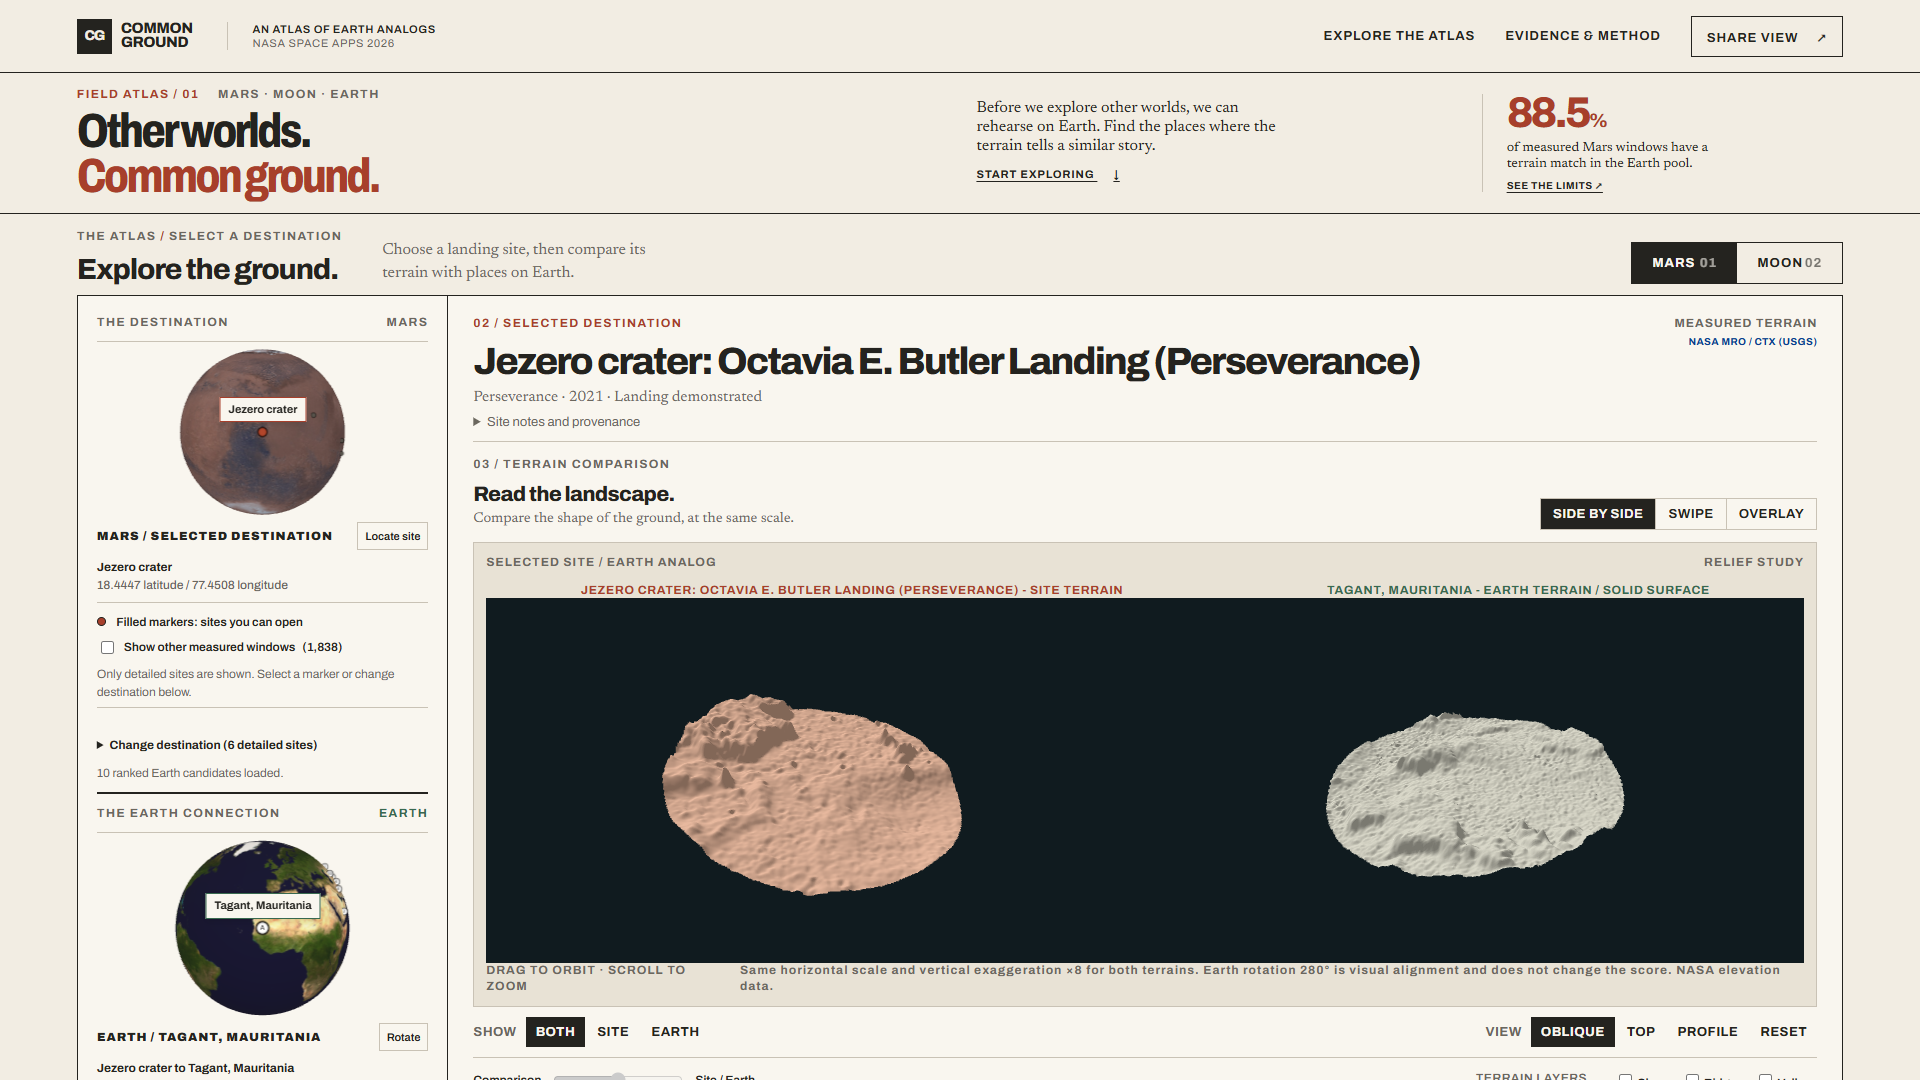 CG
COMMON
GROUND
AN ATLAS OF EARTH ANALOGS
NASA SPACE APPS 2026
EXPLORE THE ATLAS
EVIDENCE & METHOD
SHARE VIEW ↗
FIELD ATLAS / 01 MARS · MOON · EARTH
Other worlds.
Common ground.
Before we explore other worlds, we can
rehearse on Earth. Find the places where the
terrain tells a similar story.
START EXPLORING ↓
88.5%
of measured Mars windows have a
terrain match in the Earth pool.
SEE THE LIMITS ↗
THE ATLAS / SELECT A DESTINATION
Explore the ground.
Choose a landing site, then compare its
terrain with places on Earth.
MARS 01
MOON 02
THE DESTINATION MARS
Jezero crater
MARS / SELECTED DESTINATION
Locate site
Jezero crater
18.4447 latitude / 77.4508 longitude
Filled markers: sites you can open
Show other measured windows (1,838)
Only detailed sites are shown. Select a marker or change
destination below.
Change destination (6 detailed sites)
10 ranked Earth candidates loaded.
THE EARTH CONNECTION EARTH
Tagant, Mauritania
A
EARTH / TAGANT, MAURITANIA
Rotate
Jezero crater to Tagant, Mauritania
02 / SELECTED DESTINATION
MEASURED TERRAIN
NASA MRO / CTX (USGS)
Jezero crater: Octavia E. Butler Landing (Perseverance)
Perseverance · 2021 · Landing demonstrated
Site notes and provenance
03 / TERRAIN COMPARISON
Read the landscape.
Compare the shape of the ground, at the same scale.
SIDE BY SIDE
SWIPE
OVERLAY
SELECTED SITE / EARTH ANALOG
RELIEF STUDY
JEZERO CRATER: OCTAVIA E. BUTLER LANDING (PERSEVERANCE) - SITE TERRAIN
TAGANT, MAURITANIA - EARTH TERRAIN / SOLID SURFACE
DRAG TO ORBIT · SCROLL TO
ZOOM
Same horizontal scale and vertical exaggeration ×8 for both terrains. Earth rotation 280° is visual alignment and does not change the score. NASA elevation
data.
SHOW BOTH SITE EARTH
VIEW OBLIQUE TOP PROFILE RESET
Comparison
Site / Earth
TERRAIN LAYERS